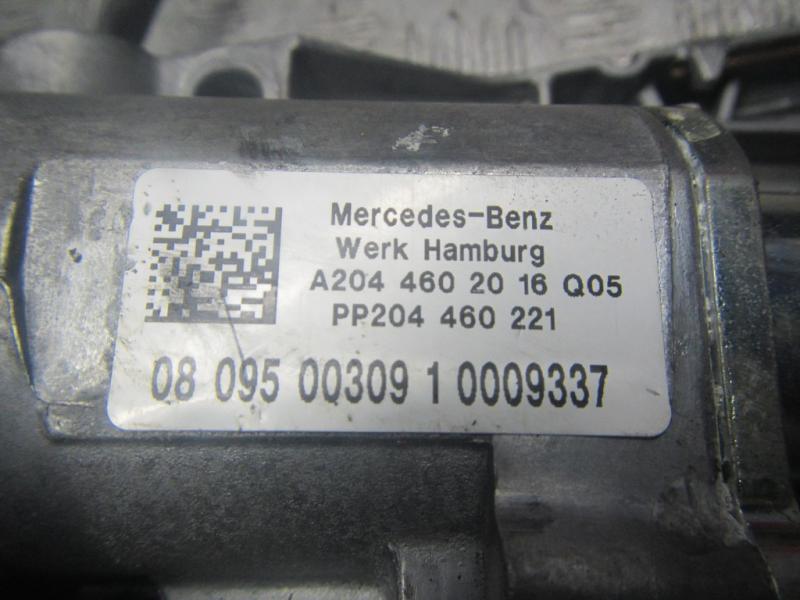 Mercedes-Benz
Werk Hamburg
A204 460 20 16 Q05
PP204 460 221
08 095 00309 1 0009337